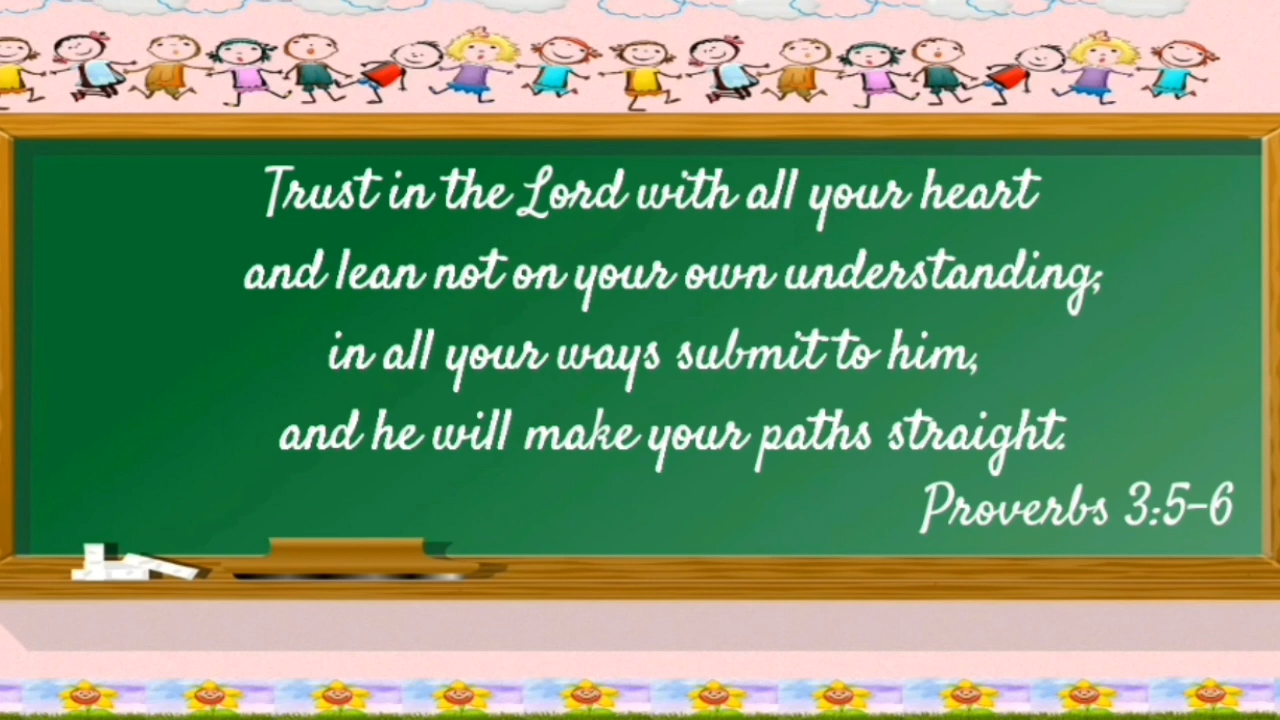 Trust in the Lord with all your heart
and lean not on your own understanding;
in all your ways submit to him,
and he will make your paths straight.
Proverbs 3:5-6